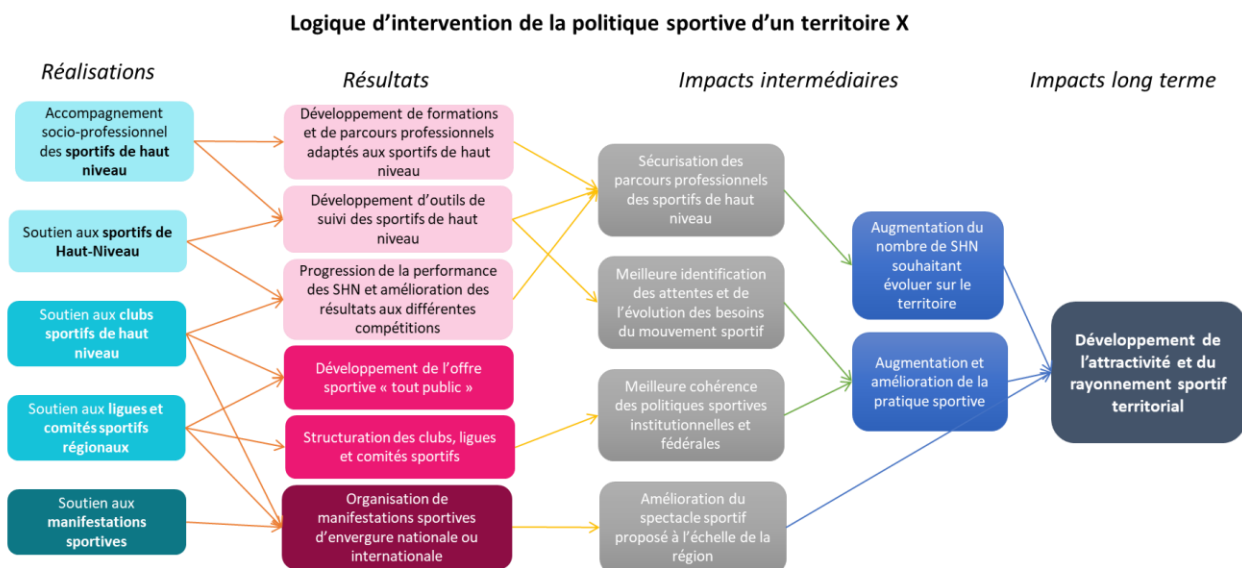 Logique d’intervention de la politique sportive d’un territoire X
Réalisations
Résultats
Impacts intermédiaires
Impacts long terme
Accompagnement
socio-professionnel
des sportifs de haut
niveau
Soutien aux sportifs de
Haut-Niveau
Soutien aux clubs
sportifs de haut
niveau
Soutien aux ligues et
comités sportifs
régionaux
Soutien aux
manifestations
sportives
Développement de formations
et de parcours professionnels
adaptés aux sportifs de haut
niveau
Développement d’outils de
suivi des sportifs de haut
niveau
Progression de la performance
des SHN et amélioration des
résultats aux différentes
compétitions
Développement de l’offre
sportive « tout public »
Structuration des clubs, ligues
et comités sportifs
Organisation de
manifestations sportives
d’envergure nationale ou
internationale
Sécurisation des
parcours professionnels
des sportifs de haut
niveau
Meilleure identification
des attentes et de
l’évolution des besoins
du mouvement sportif
Meilleure cohérence
des politiques sportives
institutionnelles et
fédérales
Amélioration du
spectacle sportif
proposé à l’échelle de la
région
Augmentation du
nombre de SHN
souhaitant
évoluer sur le
territoire
Augmentation et
amélioration de la
pratique sportive
Développement de
l’attractivité et du
rayonnement sportif
territorial